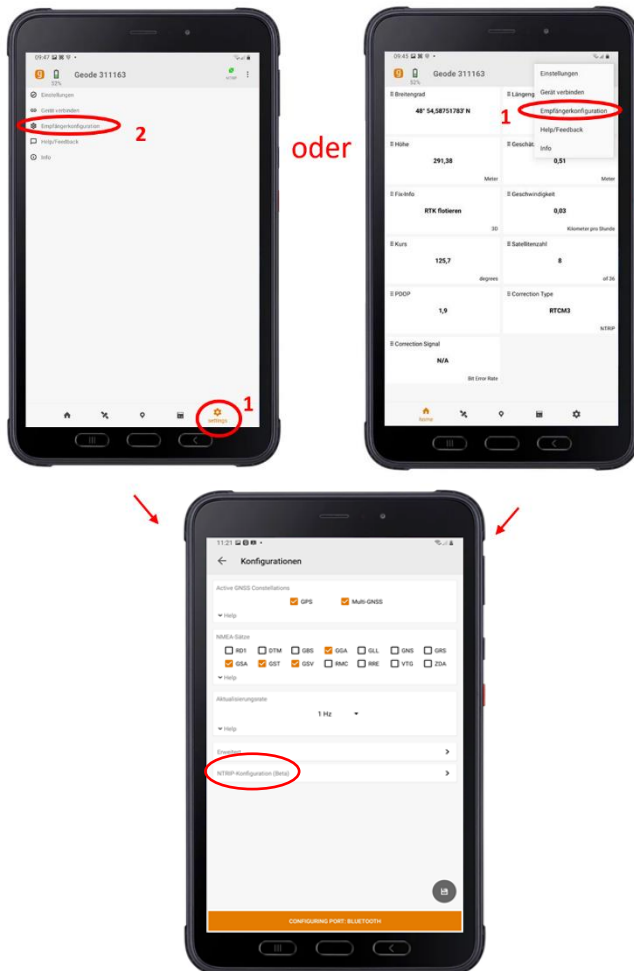 09:47
Geode 311163
52%
NTRIP
Einstellungen
Gerät verbinden
Empfängerkonfiguration
2
Help/Feedback
Info
1
settings
oder
09:45
Geode 311163
52%
Einstellungen
Gerät verbinden
1
Empfängerkonfiguration
Help/Feedback
Info
Breitengrad
48° 54,58751783' N
Höhe
291,38
Meter
0,51
Meter
Fix-Info
RTK flotieren
3D
Geschwindigkeit
0,03
Kilometer pro Stunde
Kurs
125,7
degrees
Satellitenzahl
8
of 26
PDOP
1,9
Correction Type
RTCM3
NTRIP
Correction Signal
N/A
Bit Error Rate
home
11:21
Konfigurationen
Active GNSS Constellations
GPS Multi-GNSS
Help
NMEA-Sätze
RD1 DTM GBS GGA GLL GNS GRS
GSA GST GSV RMC RRE VTG ZDA
Help
Aktualisierungsrate
1 Hz
Help
Erweitert
NTRIP-Konfiguration (Beta)
CONFIGURING PORT: BLUETOOTH